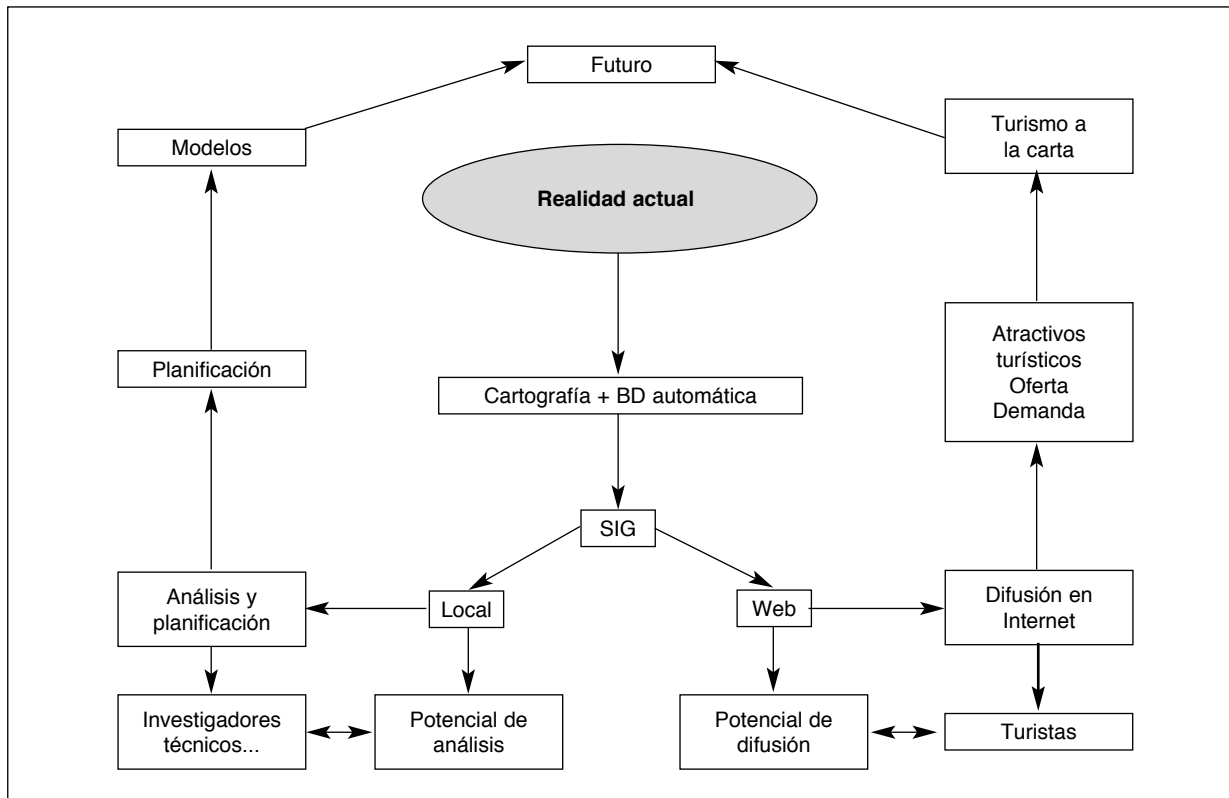 Futuro
Modelos
Turismo a
la carta
Realidad actual
Atractivos
turísticos
Oferta
Demanda
Planificación
Cartografía + BD automática
SIG
Análisis y
planificación
Local
Web
Difusión en
Internet
Investigadores
técnicos...
Potencial de
análisis
Potencial de
difusión
Turistas